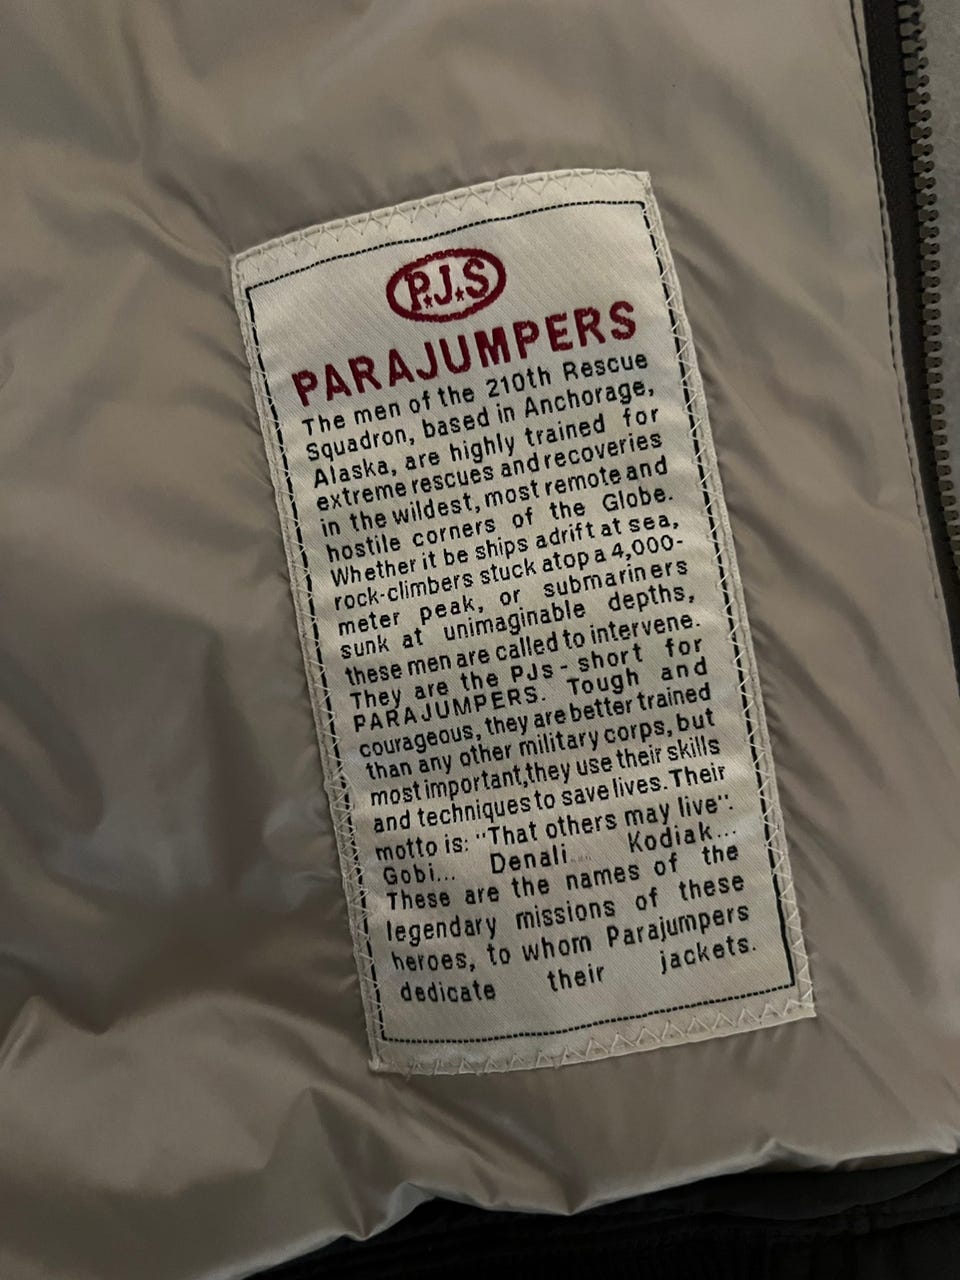 P.J.S
PARAJUMPERS
The men of the 210th Rescue
Squadron, based in Anchorage,
Alaska, are highly trained for
extreme rescues and recoveries
in the wildest, most remote and
hostile corners of the Globe.
Whether it be ships adrift at sea,
rock-climbers stuck atop a 4,000-
meter peak, or submariners
sunk at unimaginable depths,
these men are called to intervene.
They are the PJs - short for
PARAJUMPERS. Tough and
courageous, they are better trained
than any other military corps, but
most important,they use their skills
and techniques to save lives. Their
motto is: "That others may live".
Gobi... Denali.... Kodiak...
These are the names of the
legendary missions of these
heroes, to whom Parajumpers
dedicate their jackets.